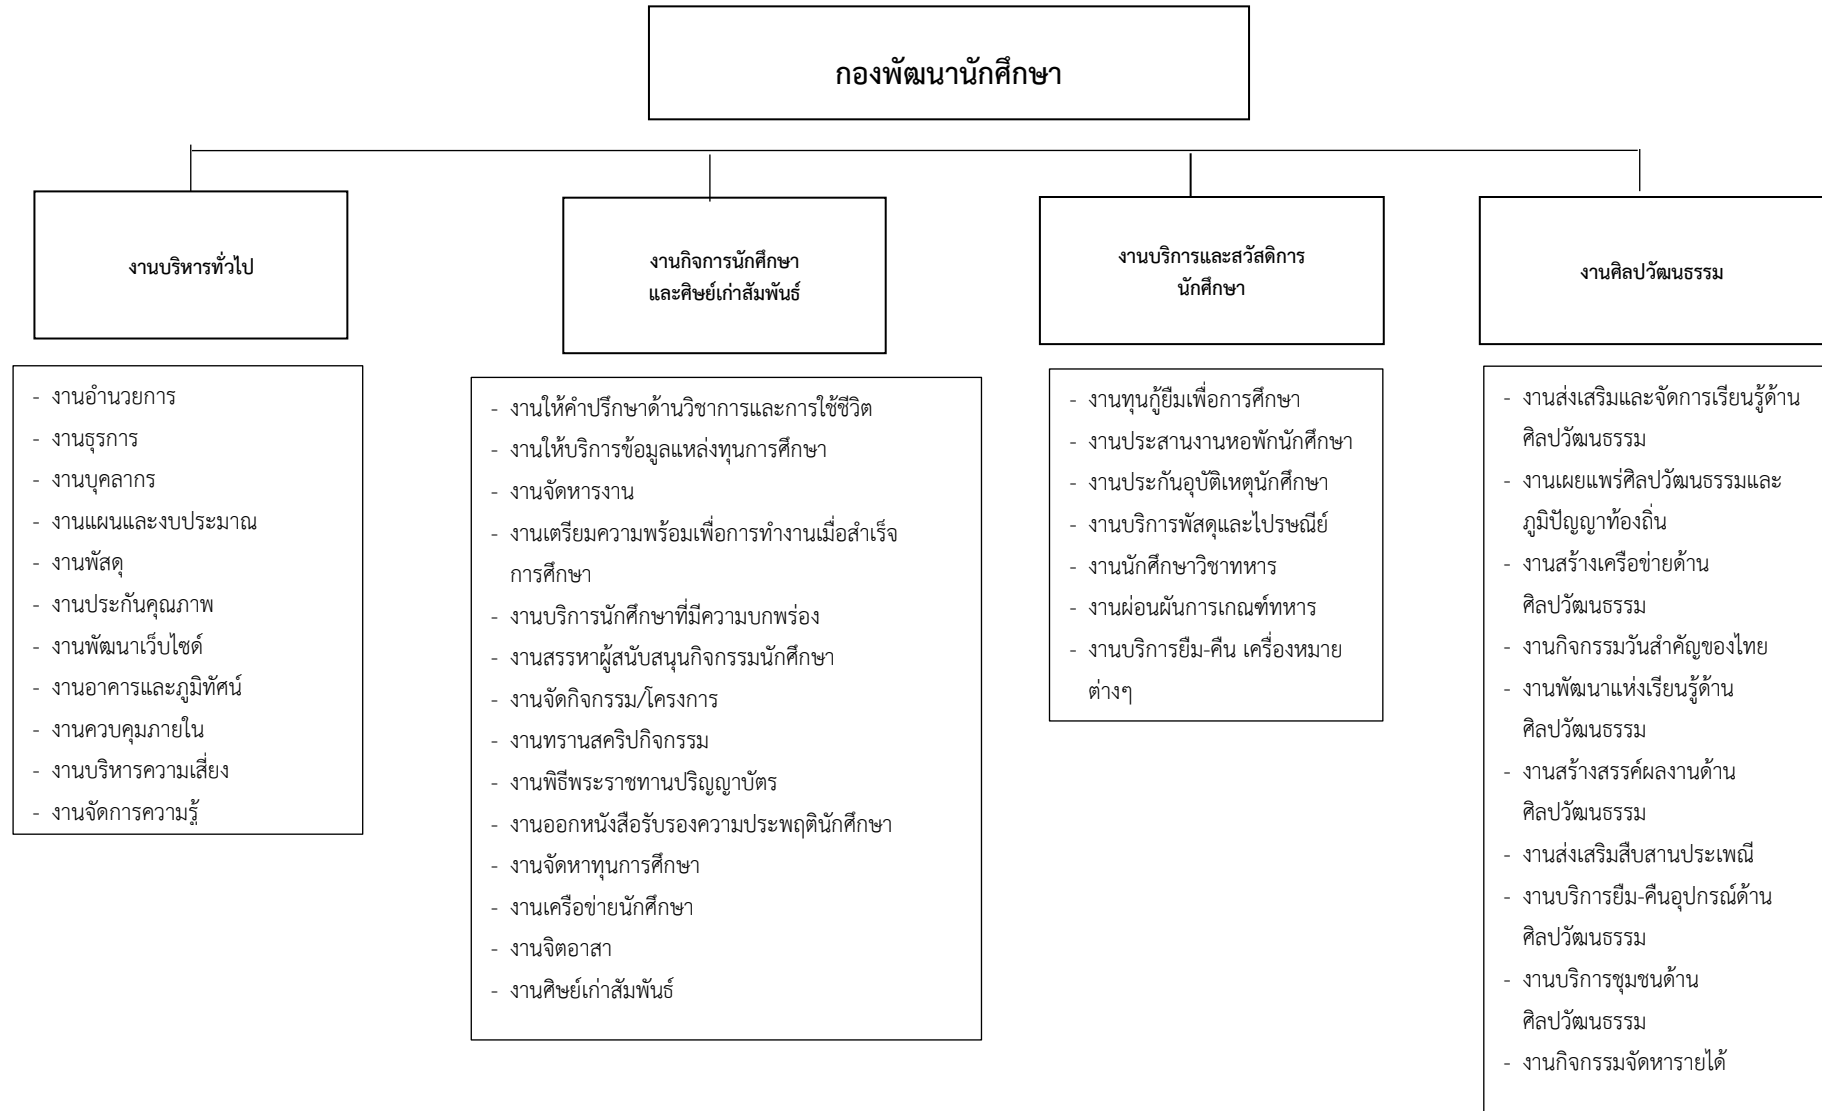 กองพัฒนานักศึกษา
งานบริหารทั่วไป
- งานอำนวยการ
- งานธุรการ
- งานบุคลากร
- งานแผนและงบประมาณ
- งานพัสดุ
- งานประกันคุณภาพ
- งานพัฒนาเว็บไซด์
- งานอาคารและภูมิทัศน์
- งานควบคุมภายใน
- งานบริหารความเสี่ยง
- งานจัดการความรู้
งานกิจการนักศึกษา
และศิษย์เก่าสัมพันธ์
- งานให้คำปรึกษาด้านวิชาการและการใช้ชีวิต
- งานให้บริการข้อมูลแหล่งทุนการศึกษา
- งานจัดหารงาน
- งานเตรียมความพร้อมเพื่อการทำงานเมื่อสำเร็จ
การศึกษา
- งานบริการนักศึกษาที่มีความบกพร่อง
- งานสรรหาผู้สนับสนุนกิจกรรมนักศึกษา
- งานจัดกิจกรรม/โครงการ
- งานทรานสคริปกิจกรรม
- งานพิธีพระราชทานปริญญาบัตร
- งานออกหนังสือรับรองความประพฤตินักศึกษา
- งานจัดหาทุนการศึกษา
- งานเครือข่ายนักศึกษา
- งานจิตอาสา
- งานศิษย์เก่าสัมพันธ์
งานบริการและสวัสดิการ
นักศึกษา
- งานทุนกู้ยืมเพื่อการศึกษา
- งานประสานงานหอพักนักศึกษา
- งานประกันอุบัติเหตุนักศึกษา
- งานบริการพัสดุและไปรษณีย์
- งานนักศึกษาวิชาทหาร
- งานผ่อนผันการเกณฑ์ทหาร
- งานบริการยืม-คืน เครื่องหมาย
ต่างๆ
งานศิลปวัฒนธรรม
- งานส่งเสริมและจัดการเรียนรู้ด้าน
ศิลปวัฒนธรรม
- งานเผยแพร่ศิลปวัฒนธรรมและ
ภูมิปัญญาท้องถิ่น
- งานสร้างเครือข่ายด้าน
ศิลปวัฒนธรรม
- งานกิจกรรมวันสำคัญของไทย
- งานพัฒนาแห่งเรียนรู้ด้าน
ศิลปวัฒนธรรม
- งานสร้างสรรค์ผลงานด้าน
ศิลปวัฒนธรรม
- งานส่งเสริมสืบสานประเพณี
- งานบริการยืม-คืนอุปกรณ์ด้าน
ศิลปวัฒนธรรม
- งานบริการชุมชนด้าน
ศิลปวัฒนธรรม
- งานกิจกรรมจัดหารายได้